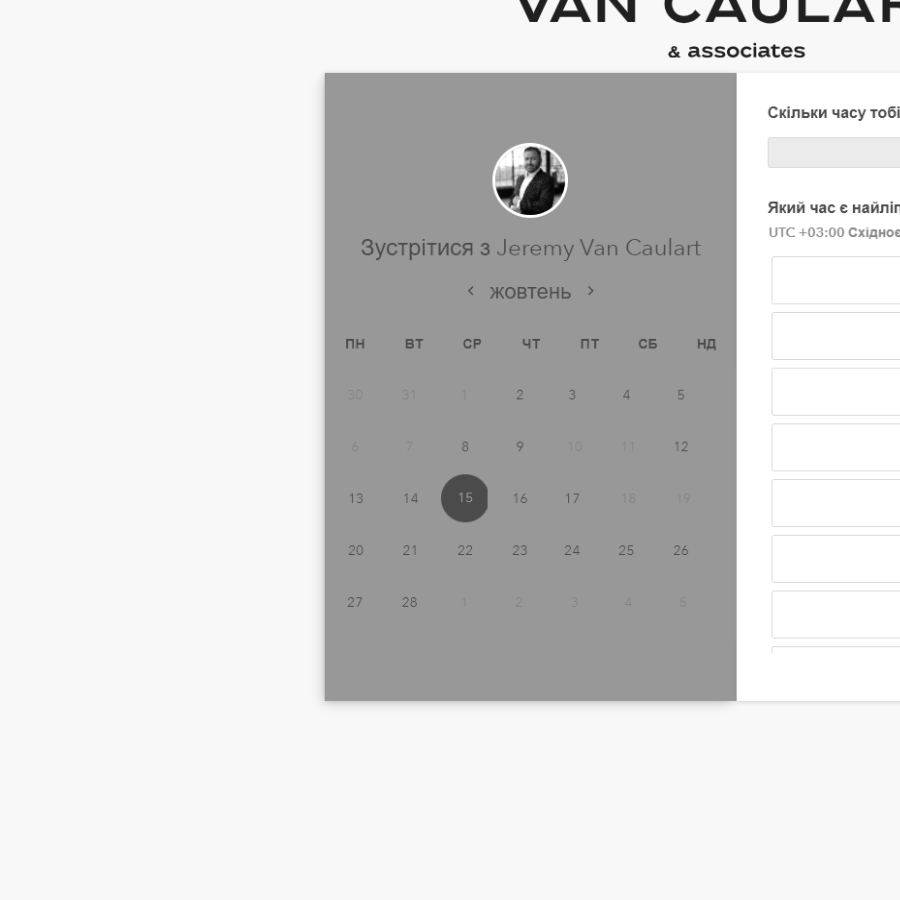 VAN CAULAR
& associates
Зустрітися з Jeremy Van Caulart
жовтень
ПН ВТ СР ЧТ ПТ СБ НД
30 31 1 2 3 4 5
6 7 8 9 10 11 12
13 14 15 16 17 18 19
20 21 22 23 24 25 26
27 28 1 2 3 4 5
Скільки часу тобі
Який час є найліп
UTC +03:00 Східноє